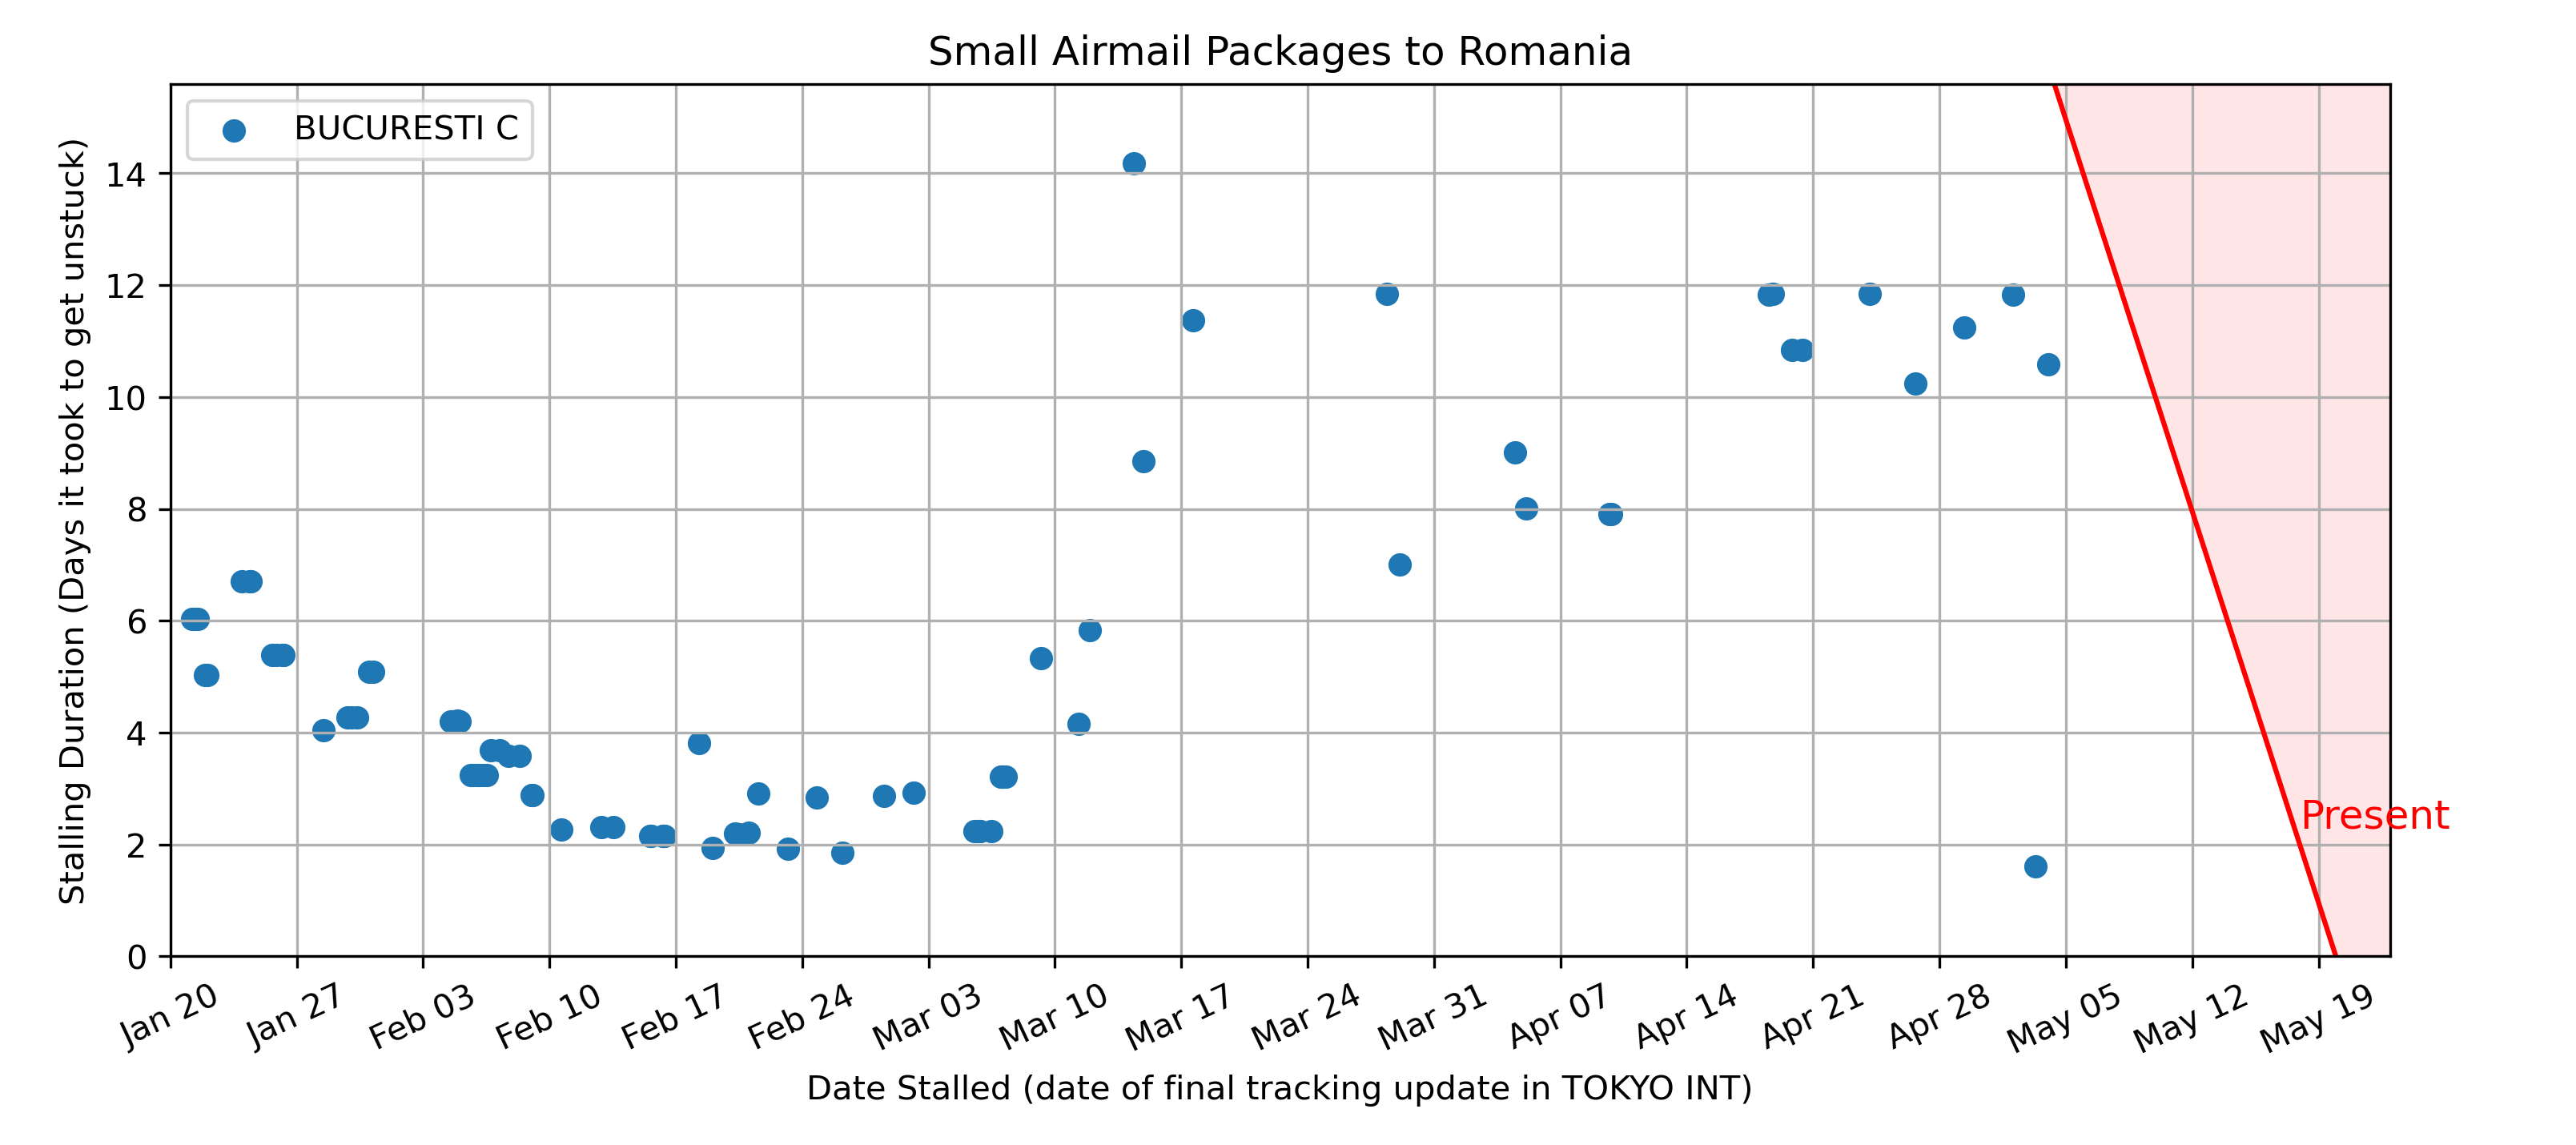 Small Airmail Packages to Romania
BUCURESTI C
Stalling Duration (Days it took to get unstuck)
14
12
10
8
6
4
2
0
Present
Jan 20
Jan 27
Feb 03
Feb 10
Feb 17
Feb 24
Mar 03
Mar 10
Mar 17
Mar 24
Mar 31
Apr 07
Apr 14
Apr 21
Apr 28
May 05
May 12
May 19
Date Stalled (date of final tracking update in TOKYO INT)